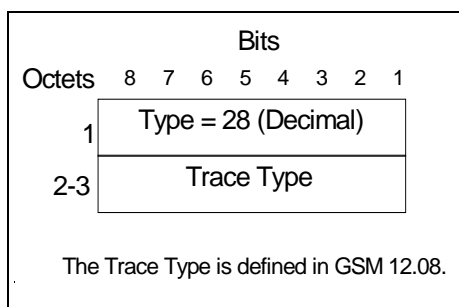 Bits
Octets 8 7 6 5 4 3 2 1
1 Type = 28 (Decimal)
2-3 Trace Type
The Trace Type is defined in GSM 12.08.